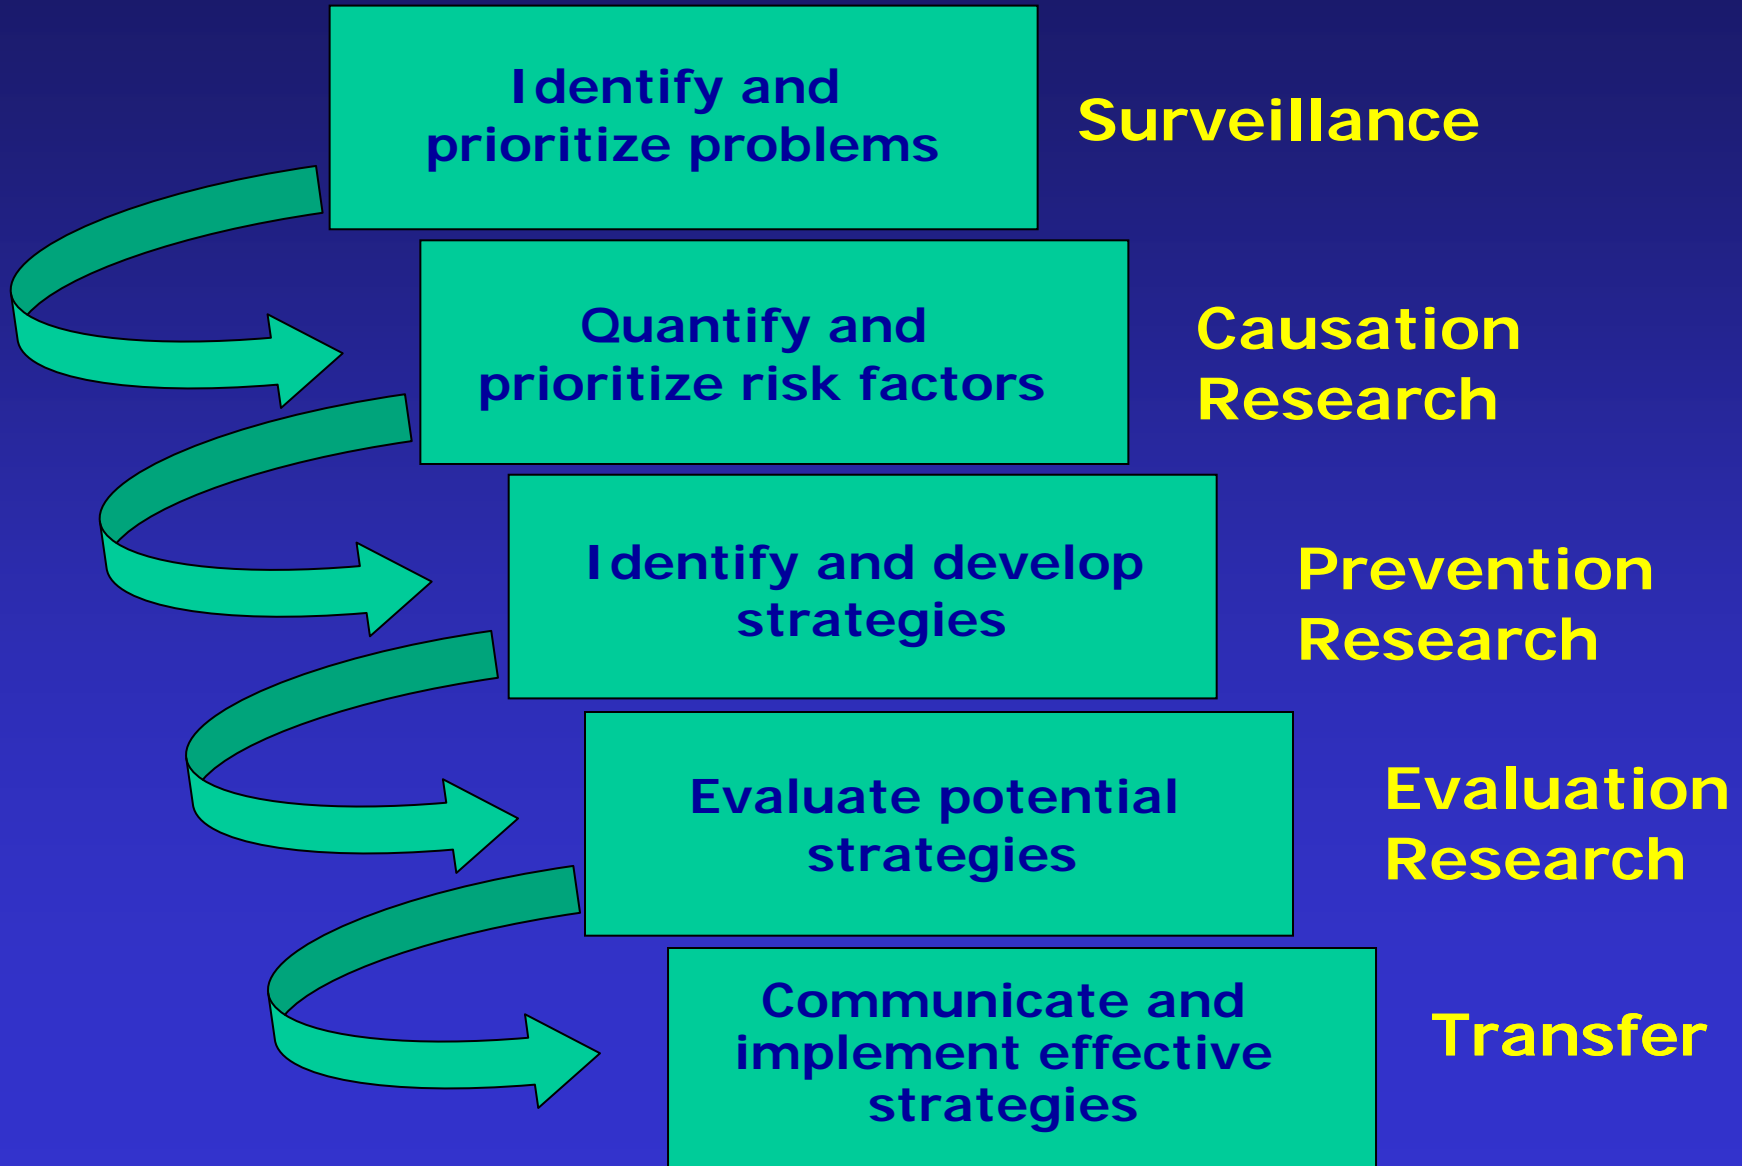 Identify and
prioritize problems
Surveillance
Quantify and
prioritize risk factors
Causation
Research
Identify and develop
strategies
Prevention
Research
Evaluate potential
strategies
Evaluation
Research
Communicate and
implement effective
strategies
Transfer